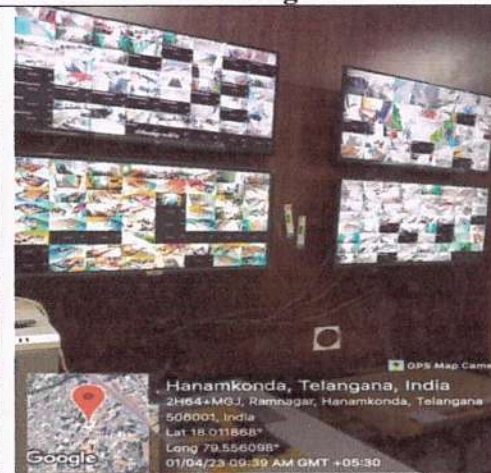 GPS Map Came
Hanamkonda, Telangana, India
2H64+MGJ, Ramnagar, Hanamkonda, Telangana
506001, India
Lat 18.011868°
Long 79.556098°
01/04/23 09:39 AM GMT +05:30
Google